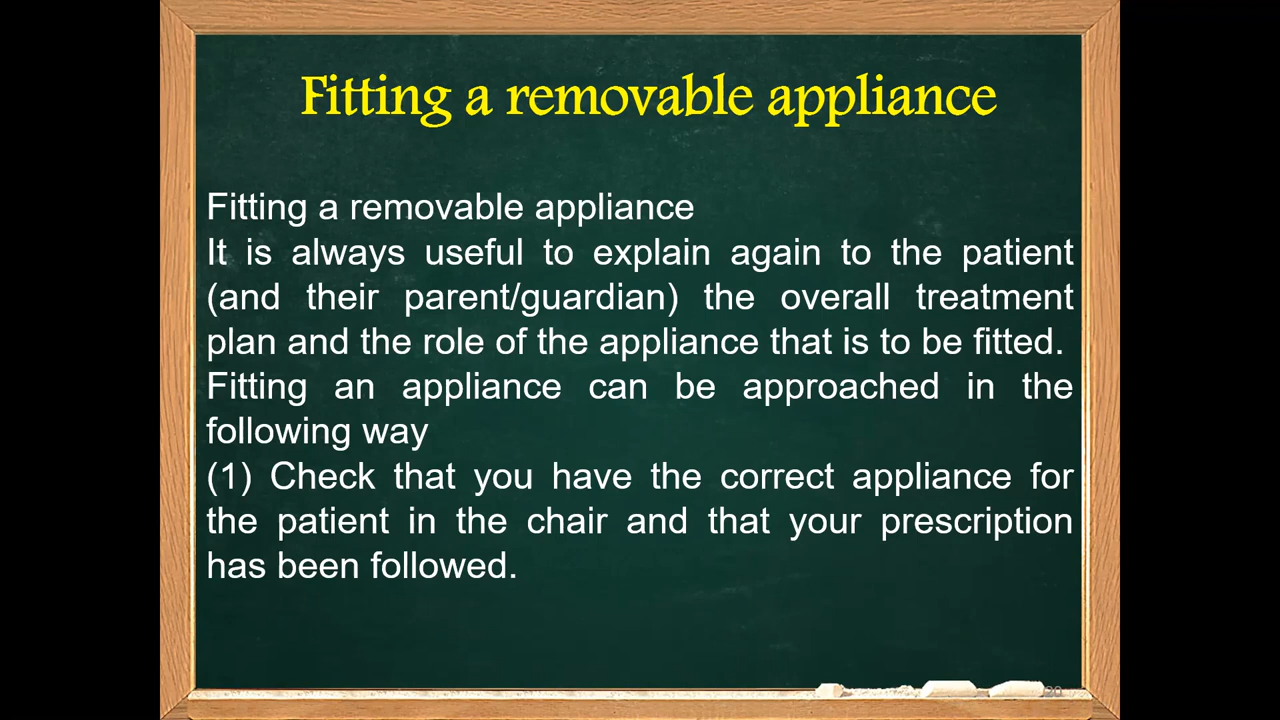 Fitting a removable appliance
Fitting a removable appliance
It is always useful to explain again to the patient
(and their parent/guardian) the overall treatment
plan and the role of the appliance that is to be fitted.
Fitting an appliance can be approached in the
following way
(1) Check that you have the correct appliance for
the patient in the chair and that your prescription
has been followed.